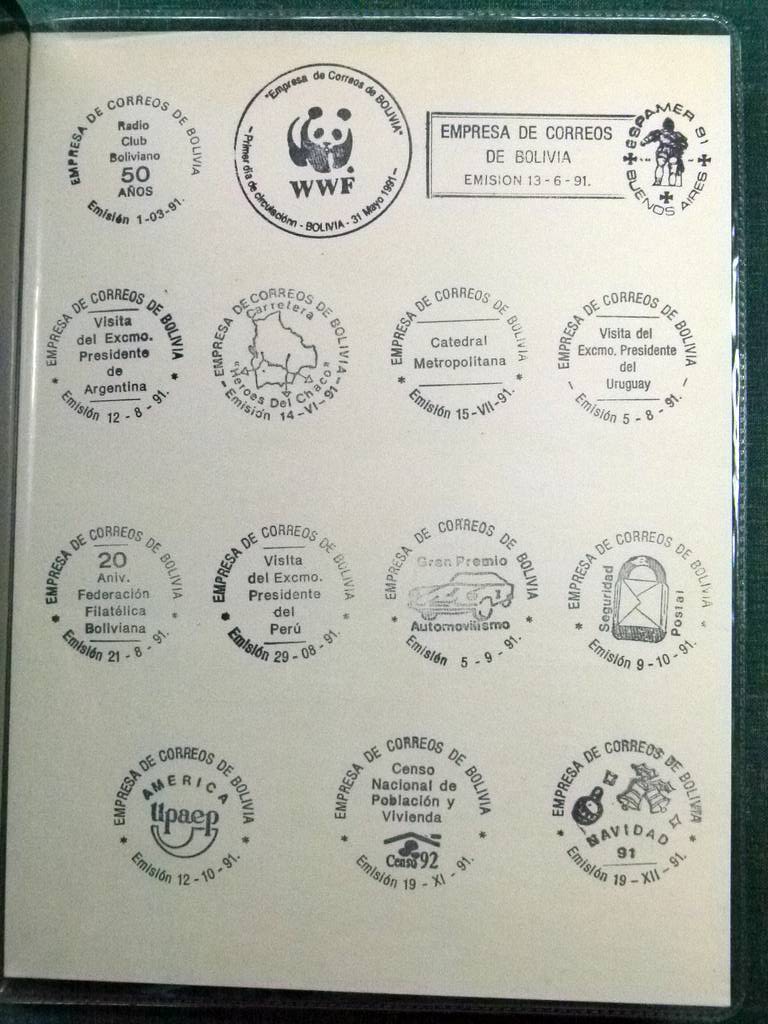 EMPRESA DE CORREOS DE BOLIVIA
Radio
Club
Boliviano
50
AÑOS
Emisión 1-03-91.
"Empresa de Correos de BOLIVIA"
WWF
- Primer día de circulaciónn - BOLIVIA - 31 Mayo 1991 -
EMPRESA DE CORREOS
DE BOLIVIA
EMISION 13-6-91.
ESPAMER 91
BUENOS AIRES
EMPRESA DE CORREOS DE BOLIVIA
Visita
del Excmo.
Presidente
de
Argentina
* Emisión 12-8-91. *
EMPRESA DE CORREOS DE BOLIVIA
Carretera
"Heroes Del Chaco"
- Emisión 14-VI-91 -
EMPRESA DE CORREOS DE BOLIVIA
Catedral
Metropolitana
* Emisión 15-VII-91. *
EMPRESA DE CORREOS DE BOLIVIA
Visita del
Excmo. Presidente
del
Uruguay
- Emisión 5-8-91. -
EMPRESA DE CORREOS DE BOLIVIA
20
Aniv.
Federación
Filatélica
Boliviana
* Emisión 21-8-91. *
EMPRESA DE CORREOS DE BOLIVIA
Visita
del Excmo.
Presidente
del
Perú
* Emisión 29-08-91. *
EMPRESA DE CORREOS DE BOLIVIA
Gran Premio
Automovilismo
* Emisión 5-9-91. *
EMPRESA DE CORREOS DE BOLIVIA
Seguridad
Postal
* Emisión 9-10-91. *
EMPRESA DE CORREOS DE BOLIVIA
AMERICA
Upaep
* Emisión 12-10-91. *
EMPRESA DE CORREOS DE BOLIVIA
Censo
Nacional de
Población y
Vivienda
Censo 92
* Emisión 19-XI-91. *
EMPRESA DE CORREOS DE BOLIVIA
NAVIDAD
91
* Emisión 19-XII-91. *